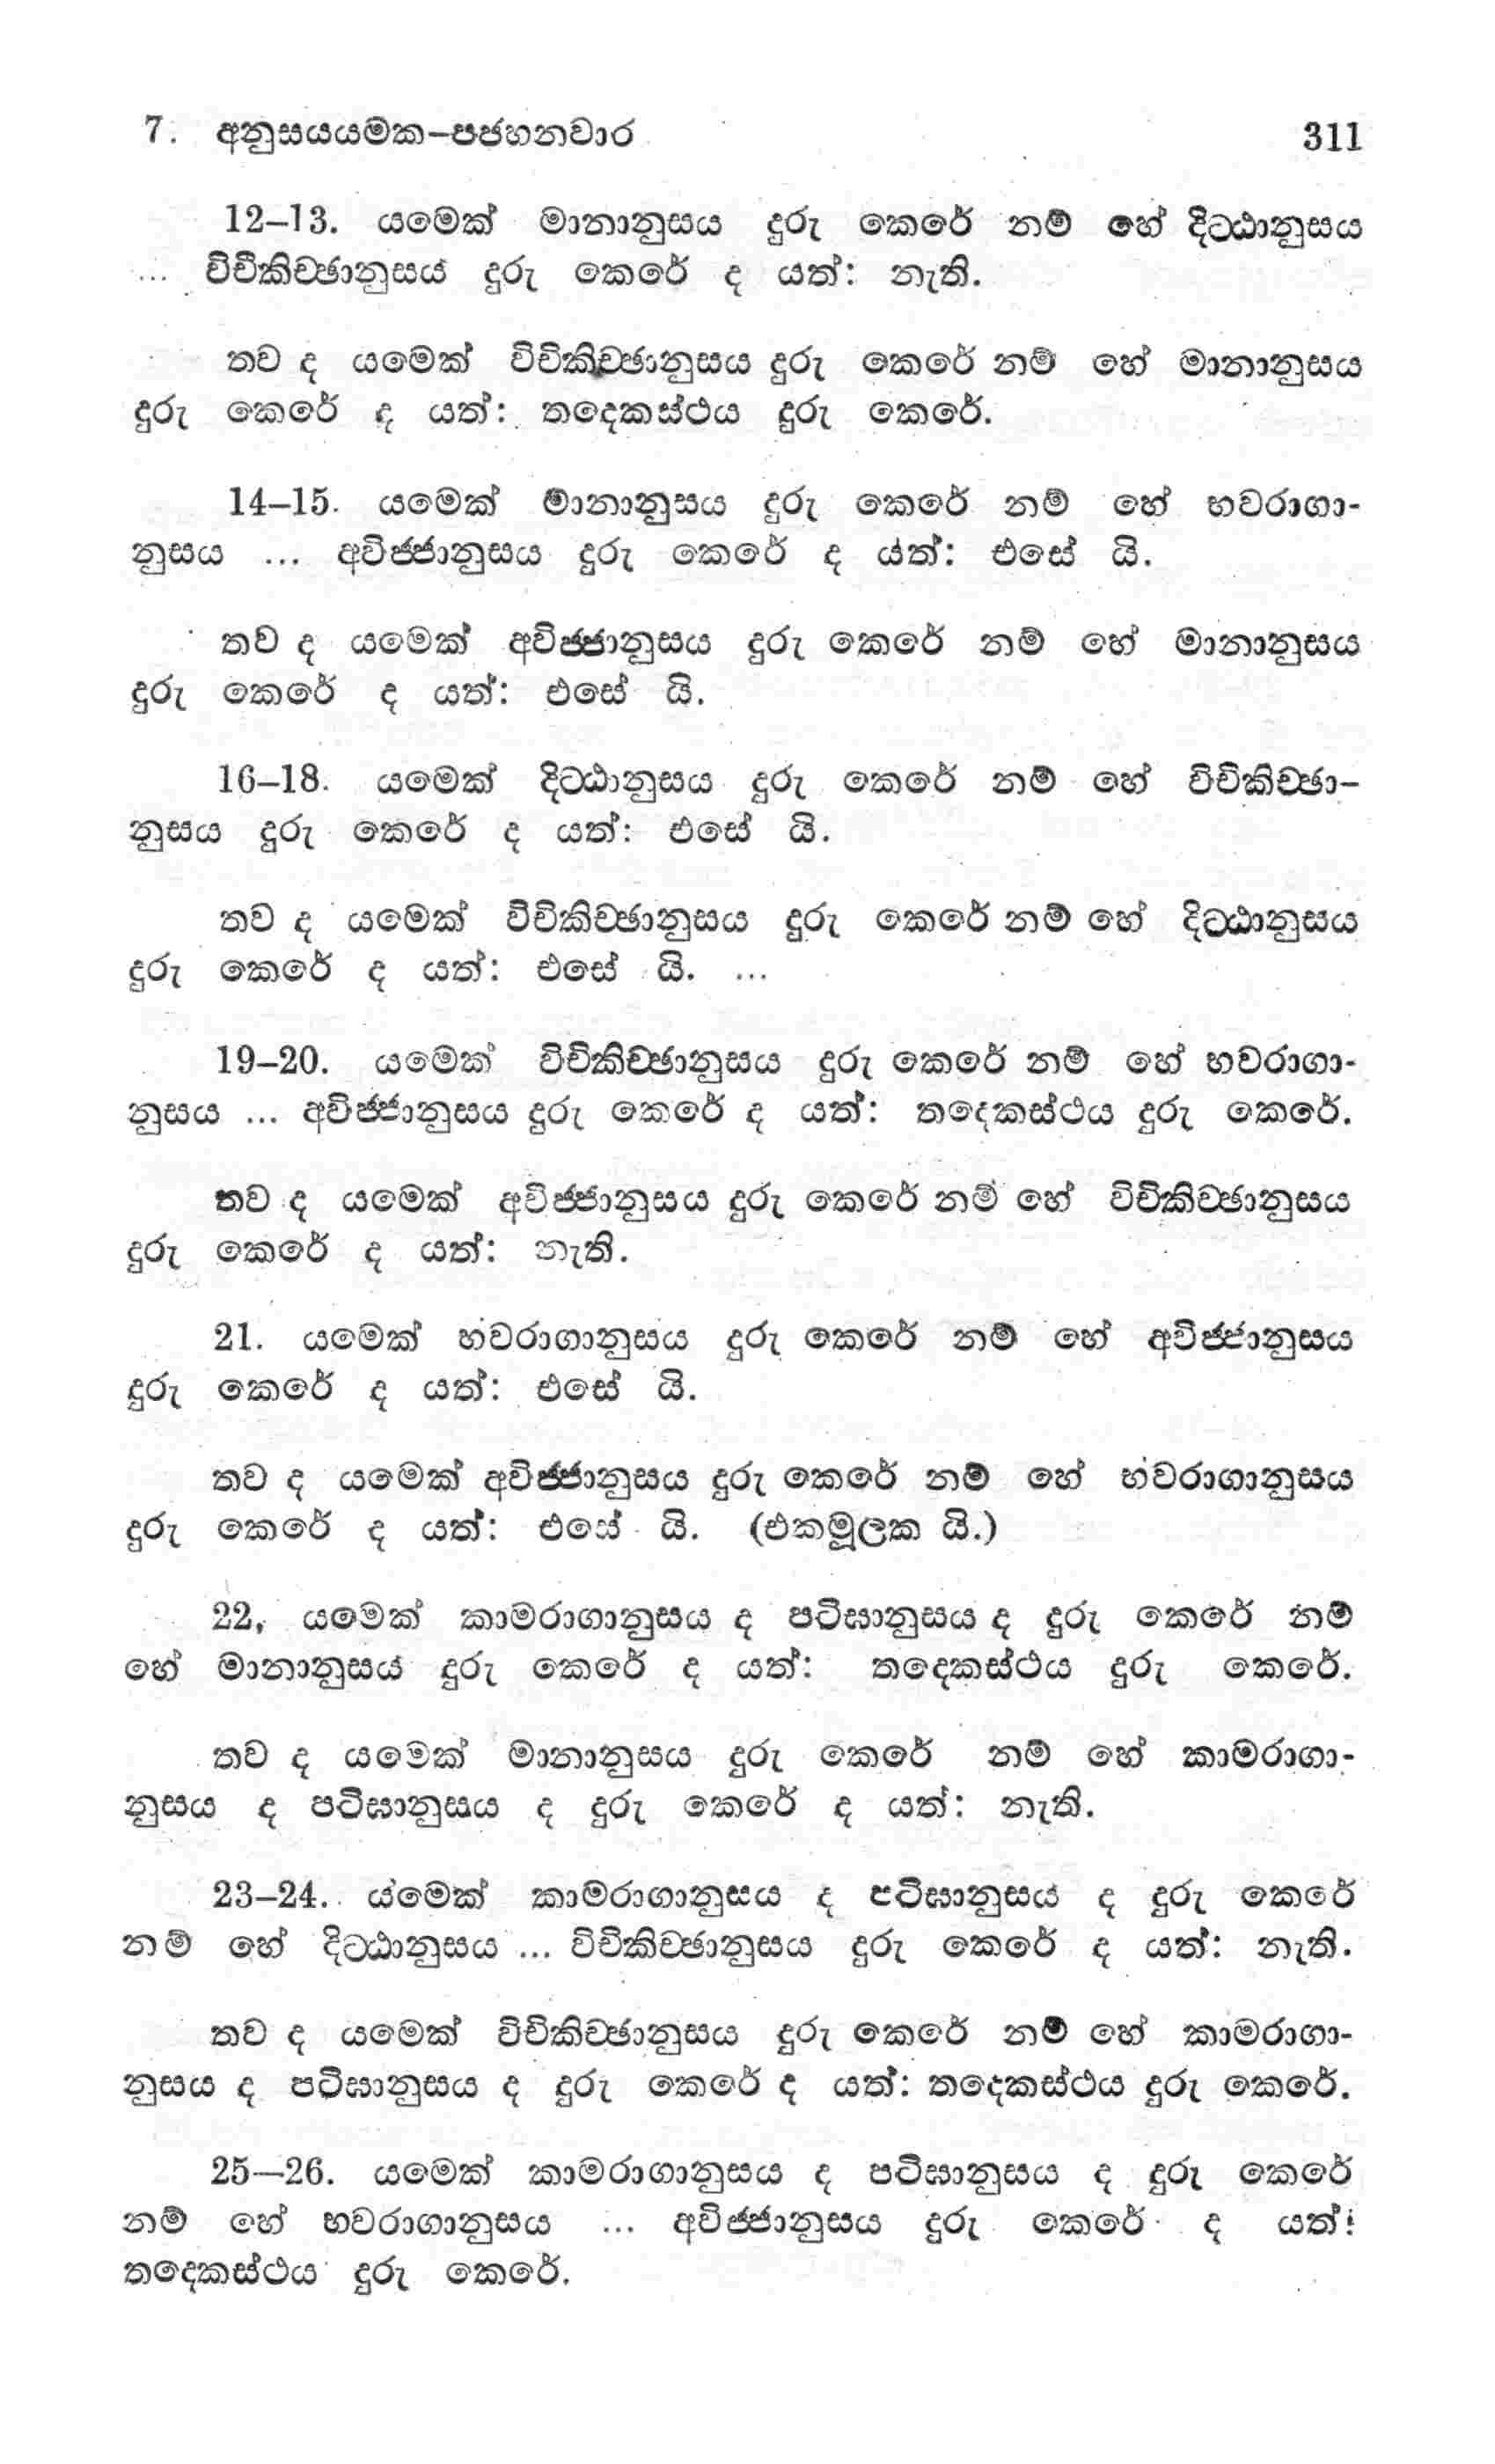 7. අනුසයයමක–පජහනවාර 311
12–13. යමෙක් මානානුසය දුරු කෙරේ නම් හේ දිට්ඨානුසය
... විචිකිච්ඡානුසය දුරු කෙරේ ද යත්: නැති.
තව ද යමෙක් විචිකිච්ඡානුසය දුරු කෙරේ නම් හේ මානානුසය
දුරු කෙරේ ද යත්: තදෙකස්ථය දුරු කෙරේ.
14–15. යමෙක් මානානුසය දුරු කෙරේ නම් හේ භවරාගා-
නුසය ... අවිජ්ජානුසය දුරු කෙරේ ද යත්: එසේ යි.
තව ද යමෙක් අවිජ්ජානුසය දුරු කෙරේ නම් හේ මානානුසය
දුරු කෙරේ ද යත්: එසේ යි.
16–18. යමෙක් දිට්ඨානුසය දුරු කෙරේ නම් හේ විචිකිච්ඡා–
නුසය දුරු කෙරේ ද යත්: එසේ යි.
තව ද යමෙක් විචිකිච්ඡානුසය දුරු කෙරේ නම් හේ දිට්ඨානුසය
දුරු කෙරේ ද යත්: එසේ යි. ...
19–20. යමෙක් විචිකිච්ඡානුසය දුරු කෙරේ නම් හේ භවරාගා-
නුසය ... අවිජ්ජානුසය දුරු කෙරේ ද යත්: තදෙකස්ථය දුරු කෙරේ.
තව ද යමෙක් අවිජ්ජානුසය දුරු කෙරේ නම් හේ විචිකිච්ඡානුසය
දුරු කෙරේ ද යත්: නැති.
21. යමෙක් භවරාගානුසය දුරු කෙරේ නම් හේ අවිජ්ජානුසය
දුරු කෙරේ ද යත්: එසේ යි.
තව ද යමෙක් අවිජ්ජානුසය දුරු කෙරේ නම් හේ භවරාගානුසය
දුරු කෙරේ ද යත්: එසේ යි. (එකමූලක යි.)
22, යමෙක් කාමරාගානුසය ද පටිඝානුසය ද දුරු කෙරේ නම්
හේ මානානුසය දුරු කෙරේ ද යත්: තදෙකස්ථය දුරු කෙරේ.
තව ද යමෙක් මානානුසය දුරු කෙරේ නම් හේ කාමරාගා-
නුසය ද පටිඝානුසය ද දුරු කෙරේ ද යත්: නැති.
23–24. යමෙක් කාමරාගානුසය ද පටිඝානුසය ද දුරු කෙරේ
නම් හේ දිට්ඨානුසය ... විචිකිච්ඡානුසය දුරු කෙරේ ද යත්: නැති.
තව ද යමෙක් විචිකිච්ඡානුසය දුරු කෙරේ නම් හේ කාමරාගා-
නුසය ද පටිඝානුසය ද දුරු කෙරේ ද යත්: තදෙකස්ථය දුරු කෙරේ.
25—26. යමෙක් කාමරාගානුසය ද පටිඝානුසය ද දුරු කෙරේ
නම් හේ භවරාගානුසය ... අවිජ්ජානුසය දුරු කෙරේ ද යත්:
තදෙකස්ථය දුරු කෙරේ.